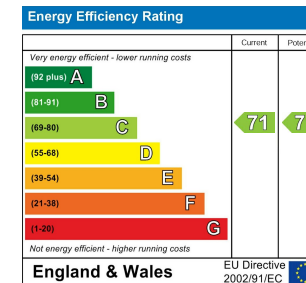 Energy Efficiency Rating
Current
Very energy efficient - lower running costs
(92 plus) A
(81-91) B
(69-80) C
71
(55-68) D
(39-54) E
(21-38) F
(1-20) G
Not energy efficient - higher running costs
England & Wales
EU Directive
2002/91/EC